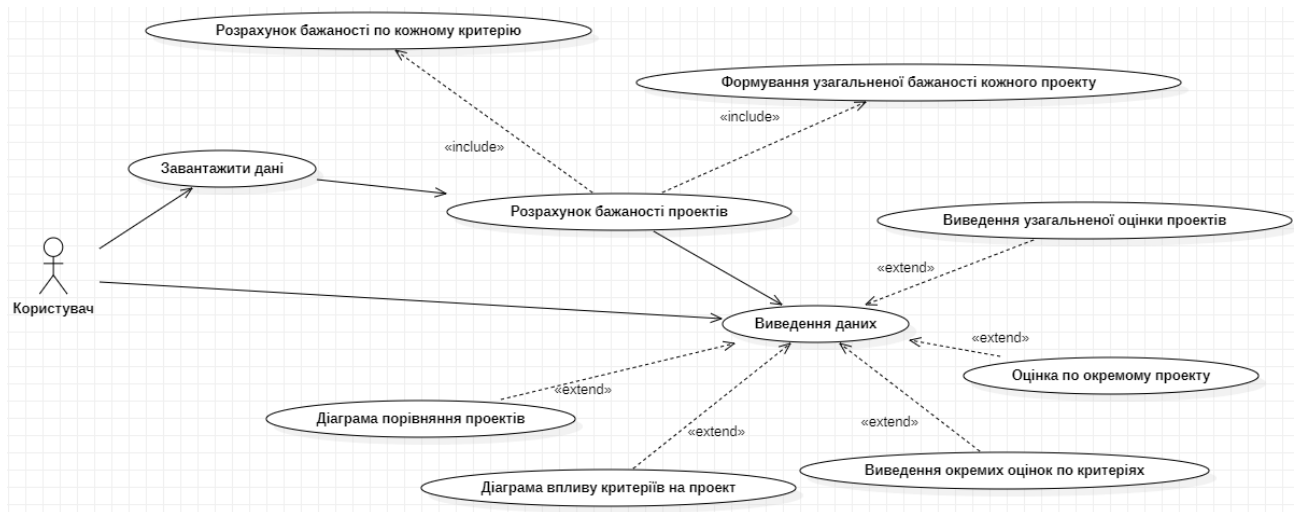 Розрахунок бажаності по кожному критерію
Формування узагальненої бажаності кожного проекту
«include»
«include»
Завантажити дані
Розрахунок бажаності проектів
Виведення узагальненої оцінки проектів
«extend»
Користувач
Виведення даних
«extend»
Оцінка по окремому проекту
«extend»
Діаграма порівняння проектів
«extend»
«extend»
Виведення окремих оцінок по критеріях
Діаграма впливу критеріїв на проект